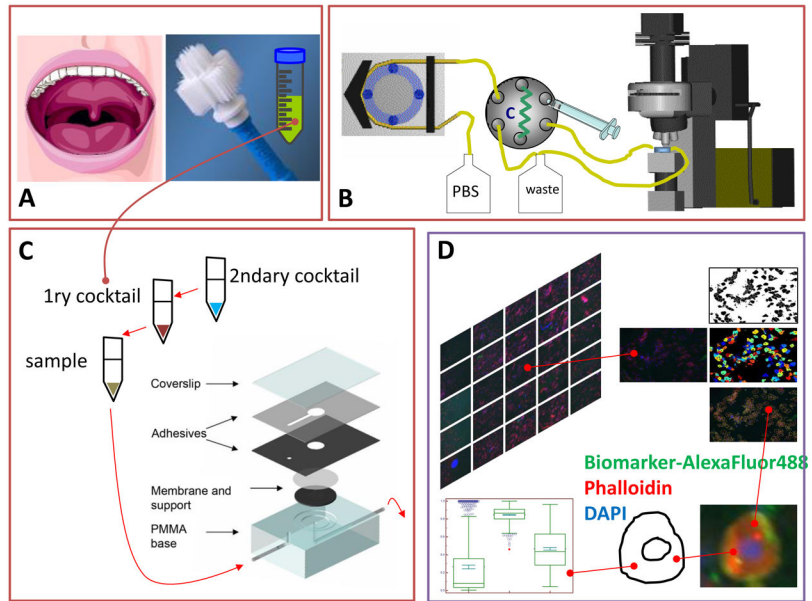 A
B
C
PBS
waste
C
2ndary cocktail
1ry cocktail
sample
Coverslip
Adhesives
Membrane and
support
PMMA
base
D
Biomarker-AlexaFluor488
Phalloidin
DAPI